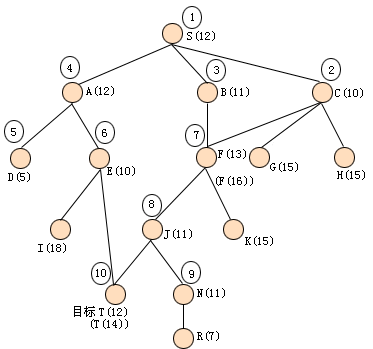 1
S(12)
4
3
2
A(12)
B(11)
C(10)
5
6
7
D(5)
E(10)
F(13)
(F(16))
G(15)
H(15)
8
I(18)
J(11)
K(15)
10
9
目标T(12)
(T(14))
N(11)
R(7)